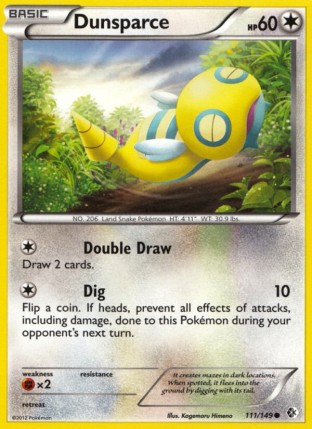 BASIC
Dunsparce
HP60
NO. 206 Land Snake Pokémon HT: 4'11" WT: 30.9 lbs.
Double Draw
Draw 2 cards.
Dig 10
Flip a coin. If heads, prevent all effects of attacks,
including damage, done to this Pokémon during your
opponent's next turn.
weakness resistance
×2
retreat
It creates mazes in dark locations.
When spotted, it flees into the
ground by digging with its tail.
Illus. Kagemaru Himeno 111/149
©2012 Pokémon